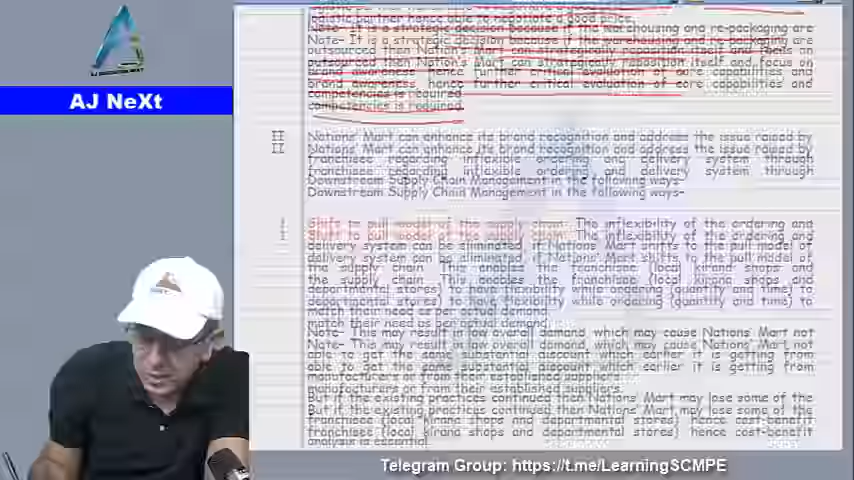 AJ NeXt
logistic partner hence able to negotiate a good price.
Note- It is a strategic decision because if the warehousing and re-packaging are
outsourced then Nation's Mart can strategically reposition itself and focus on
brand awareness, hence further critical evaluation of core capabilities and
competencies is required.
II Nations' Mart can enhance its brand recognition and address the issue raised by
franchisee regarding inflexible ordering and delivery system through
Downstream Supply Chain Management in the following ways-
Shift to pull model of the supply chain- The inflexibility of the ordering and
delivery system can be eliminated, if Nations' Mart shifts to the pull model of
the supply chain. This enables the franchisee (local kirana shops and
departmental stores) to have flexibility while ordering (quantity and time) to
match their need as per actual demand.
Note- This may result in low overall demand, which may cause Nations' Mart not
able to get the same substantial discount which earlier it is getting from
manufacturers or from their established suppliers.
But if the existing practices continued then Nations' Mart may lose some of the
franchisee (local kirana shops and departmental stores) hence cost-benefit
analysis is essential
Telegram Group: https://t.me/LearningSCMPE